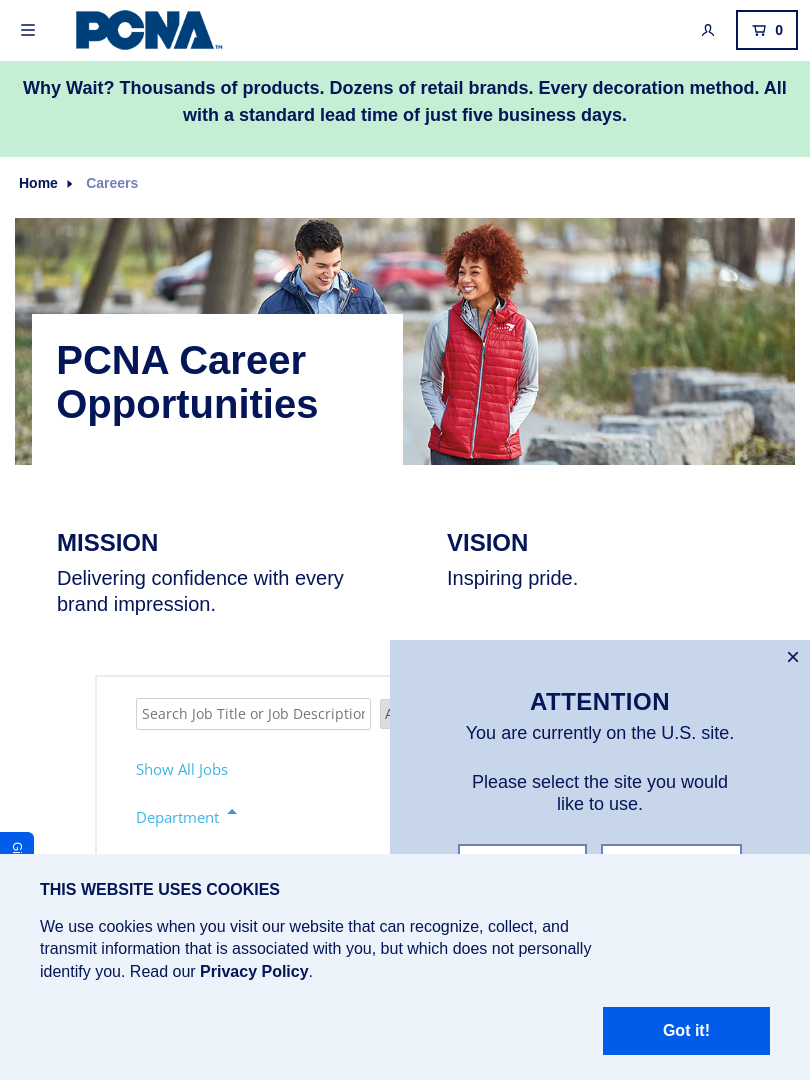 PCNA™
0
Why Wait? Thousands of products. Dozens of retail brands. Every decoration method. All
with a standard lead time of just five business days.
Home
Careers
PCNA Career
Opportunities
MISSION
Delivering confidence with every
brand impression.
VISION
Inspiring pride.
Search Job Title or Job Description
Show All Jobs
Department
ATTENTION
You are currently on the U.S. site.
Please select the site you would
like to use.
THIS WEBSITE USES COOKIES
We use cookies when you visit our website that can recognize, collect, and
transmit information that is associated with you, but which does not personally
identify you. Read our Privacy Policy.
Got it!